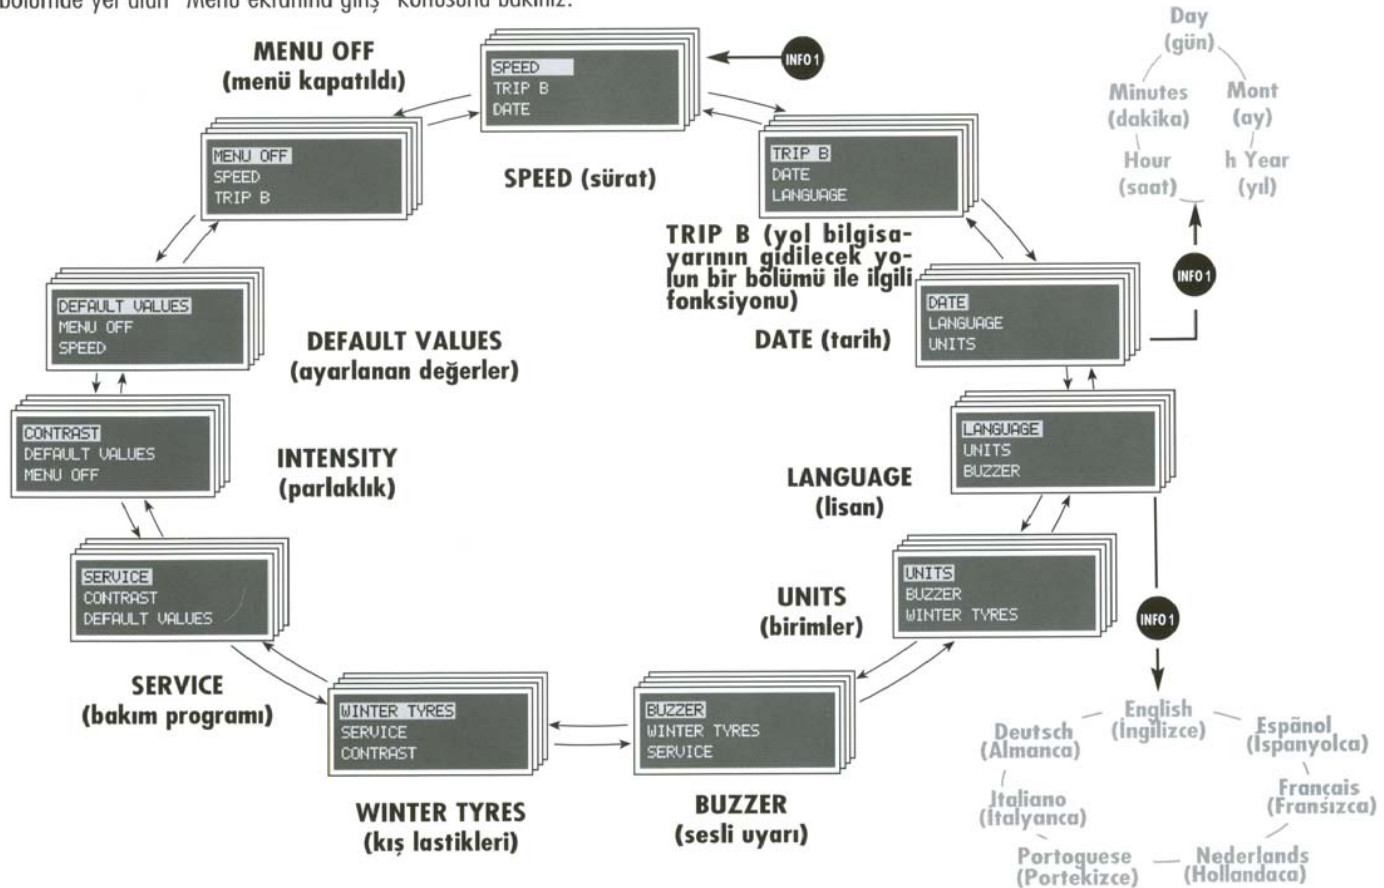 bölümde yer alan "Menü ekranına giriş" konusuna bakınız.
MENU OFF
(menü kapatıldı)
SPEED
TRIP B
DATE
INFO 1
SPEED (sürat)
MENU OFF
SPEED
TRIP B
TRIP B
DATE
LANGUAGE
TRIP B (yol bilgisa-
yarının gidilecek yo-
lun bir bölümü ile ilgili
fonksiyonu)
Day
(gün)
Minutes
(dakika)
Mont
(ay)
Hour
(saat)
h Year
(yıl)
INFO 1
DEFAULT VALUES
MENU OFF
SPEED
DEFAULT VALUES
(ayarlanan değerler)
DATE (tarih)
DATE
LANGUAGE
UNITS
CONTRAST
DEFAULT VALUES
MENU OFF
INTENSITY
(parlaklık)
LANGUAGE
(lisan)
LANGUAGE
UNITS
BUZZER
SERVICE
CONTRAST
DEFAULT VALUES
SERVICE
(bakım programı)
UNITS
(birimler)
UNITS
BUZZER
WINTER TYRES
INFO 1
WINTER TYRES
SERVICE
CONTRAST
WINTER TYRES
(kış lastikleri)
BUZZER
WINTER TYRES
SERVICE
BUZZER
(sesli uyarı)
English
(İngilizce)
Deutsch
(Almanca)
Espãnol
(İspanyolca)
Italiano
(İtalyanca)
Français
(Fransızca)
Portoguese
(Portekizce)
Nederlands
(Hollandaca)